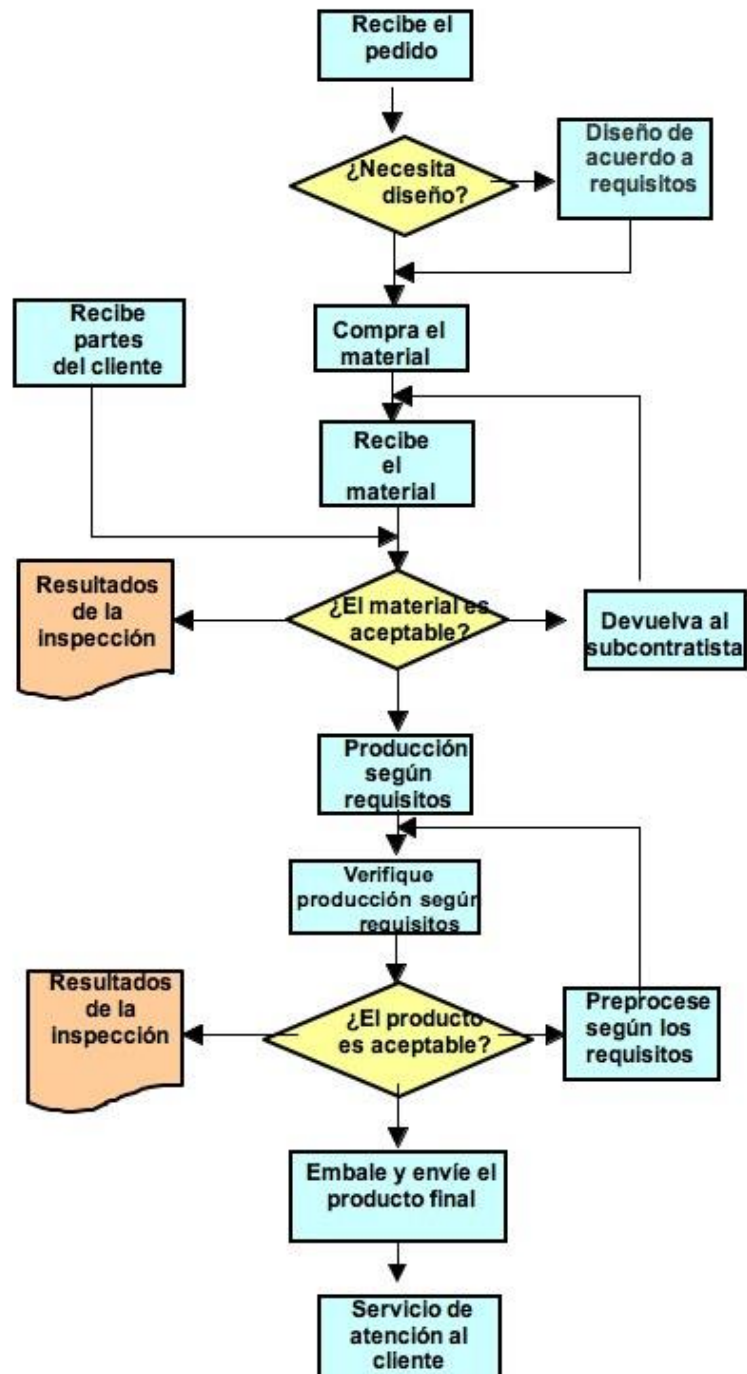 Recibe el
pedido
¿Necesita
diseño?
Diseño de
acuerdo a
requisitos
Recibe
partes
del cliente
Compra el
material
Recibe
el
material
Resultados
de la
inspección
¿El material es
aceptable?
Devuelva al
subcontratista
Producción
según
requisitos
Verifique
producción según
requisitos
Resultados
de la
inspección
¿El producto
es aceptable?
Preprocese
según los
requisitos
Embale y envíe el
producto final
Servicio de
atención al
cliente